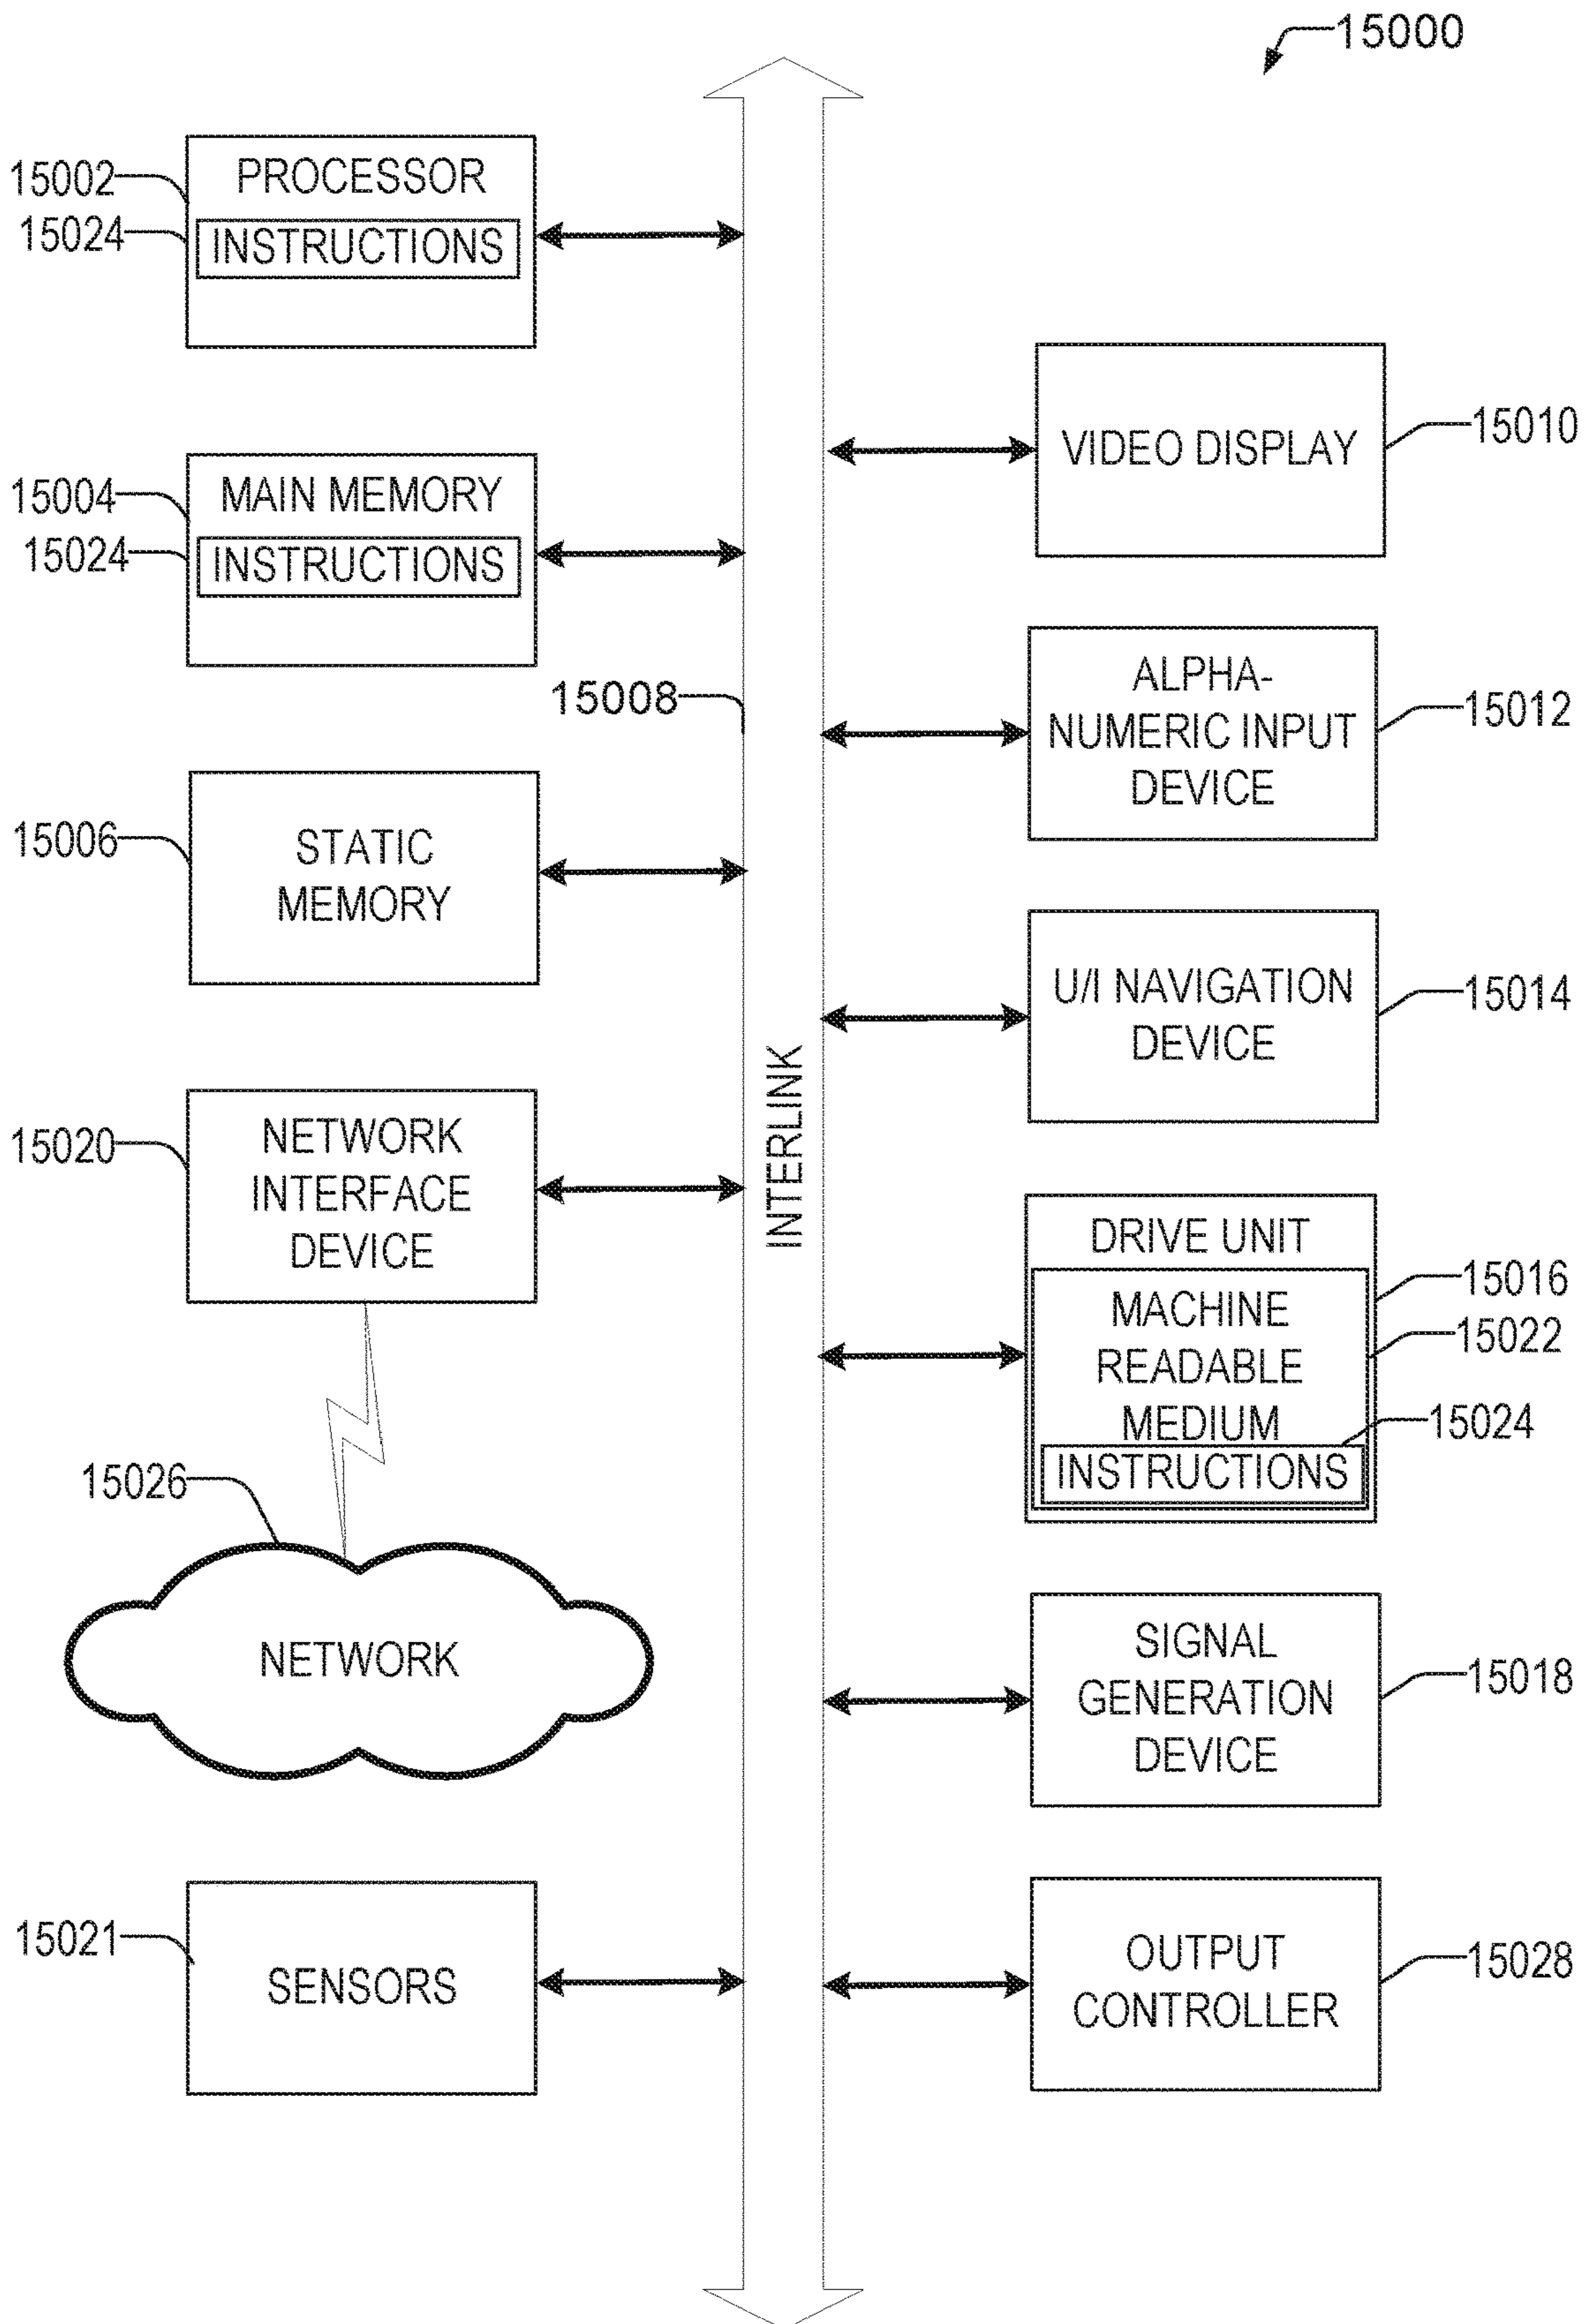 15000
15002
PROCESSOR
15024
INSTRUCTIONS
15004
MAIN MEMORY
15024
INSTRUCTIONS
15008
15006
STATIC
MEMORY
15020
NETWORK
INTERFACE
DEVICE
15026
NETWORK
15021
SENSORS
INTERLINK
VIDEO DISPLAY
15010
ALPHA-
NUMERIC INPUT
DEVICE
15012
U/I NAVIGATION
DEVICE
15014
DRIVE UNIT
15016
MACHINE
READABLE
MEDIUM
15022
15024
INSTRUCTIONS
SIGNAL
GENERATION
DEVICE
15018
OUTPUT
CONTROLLER
15028